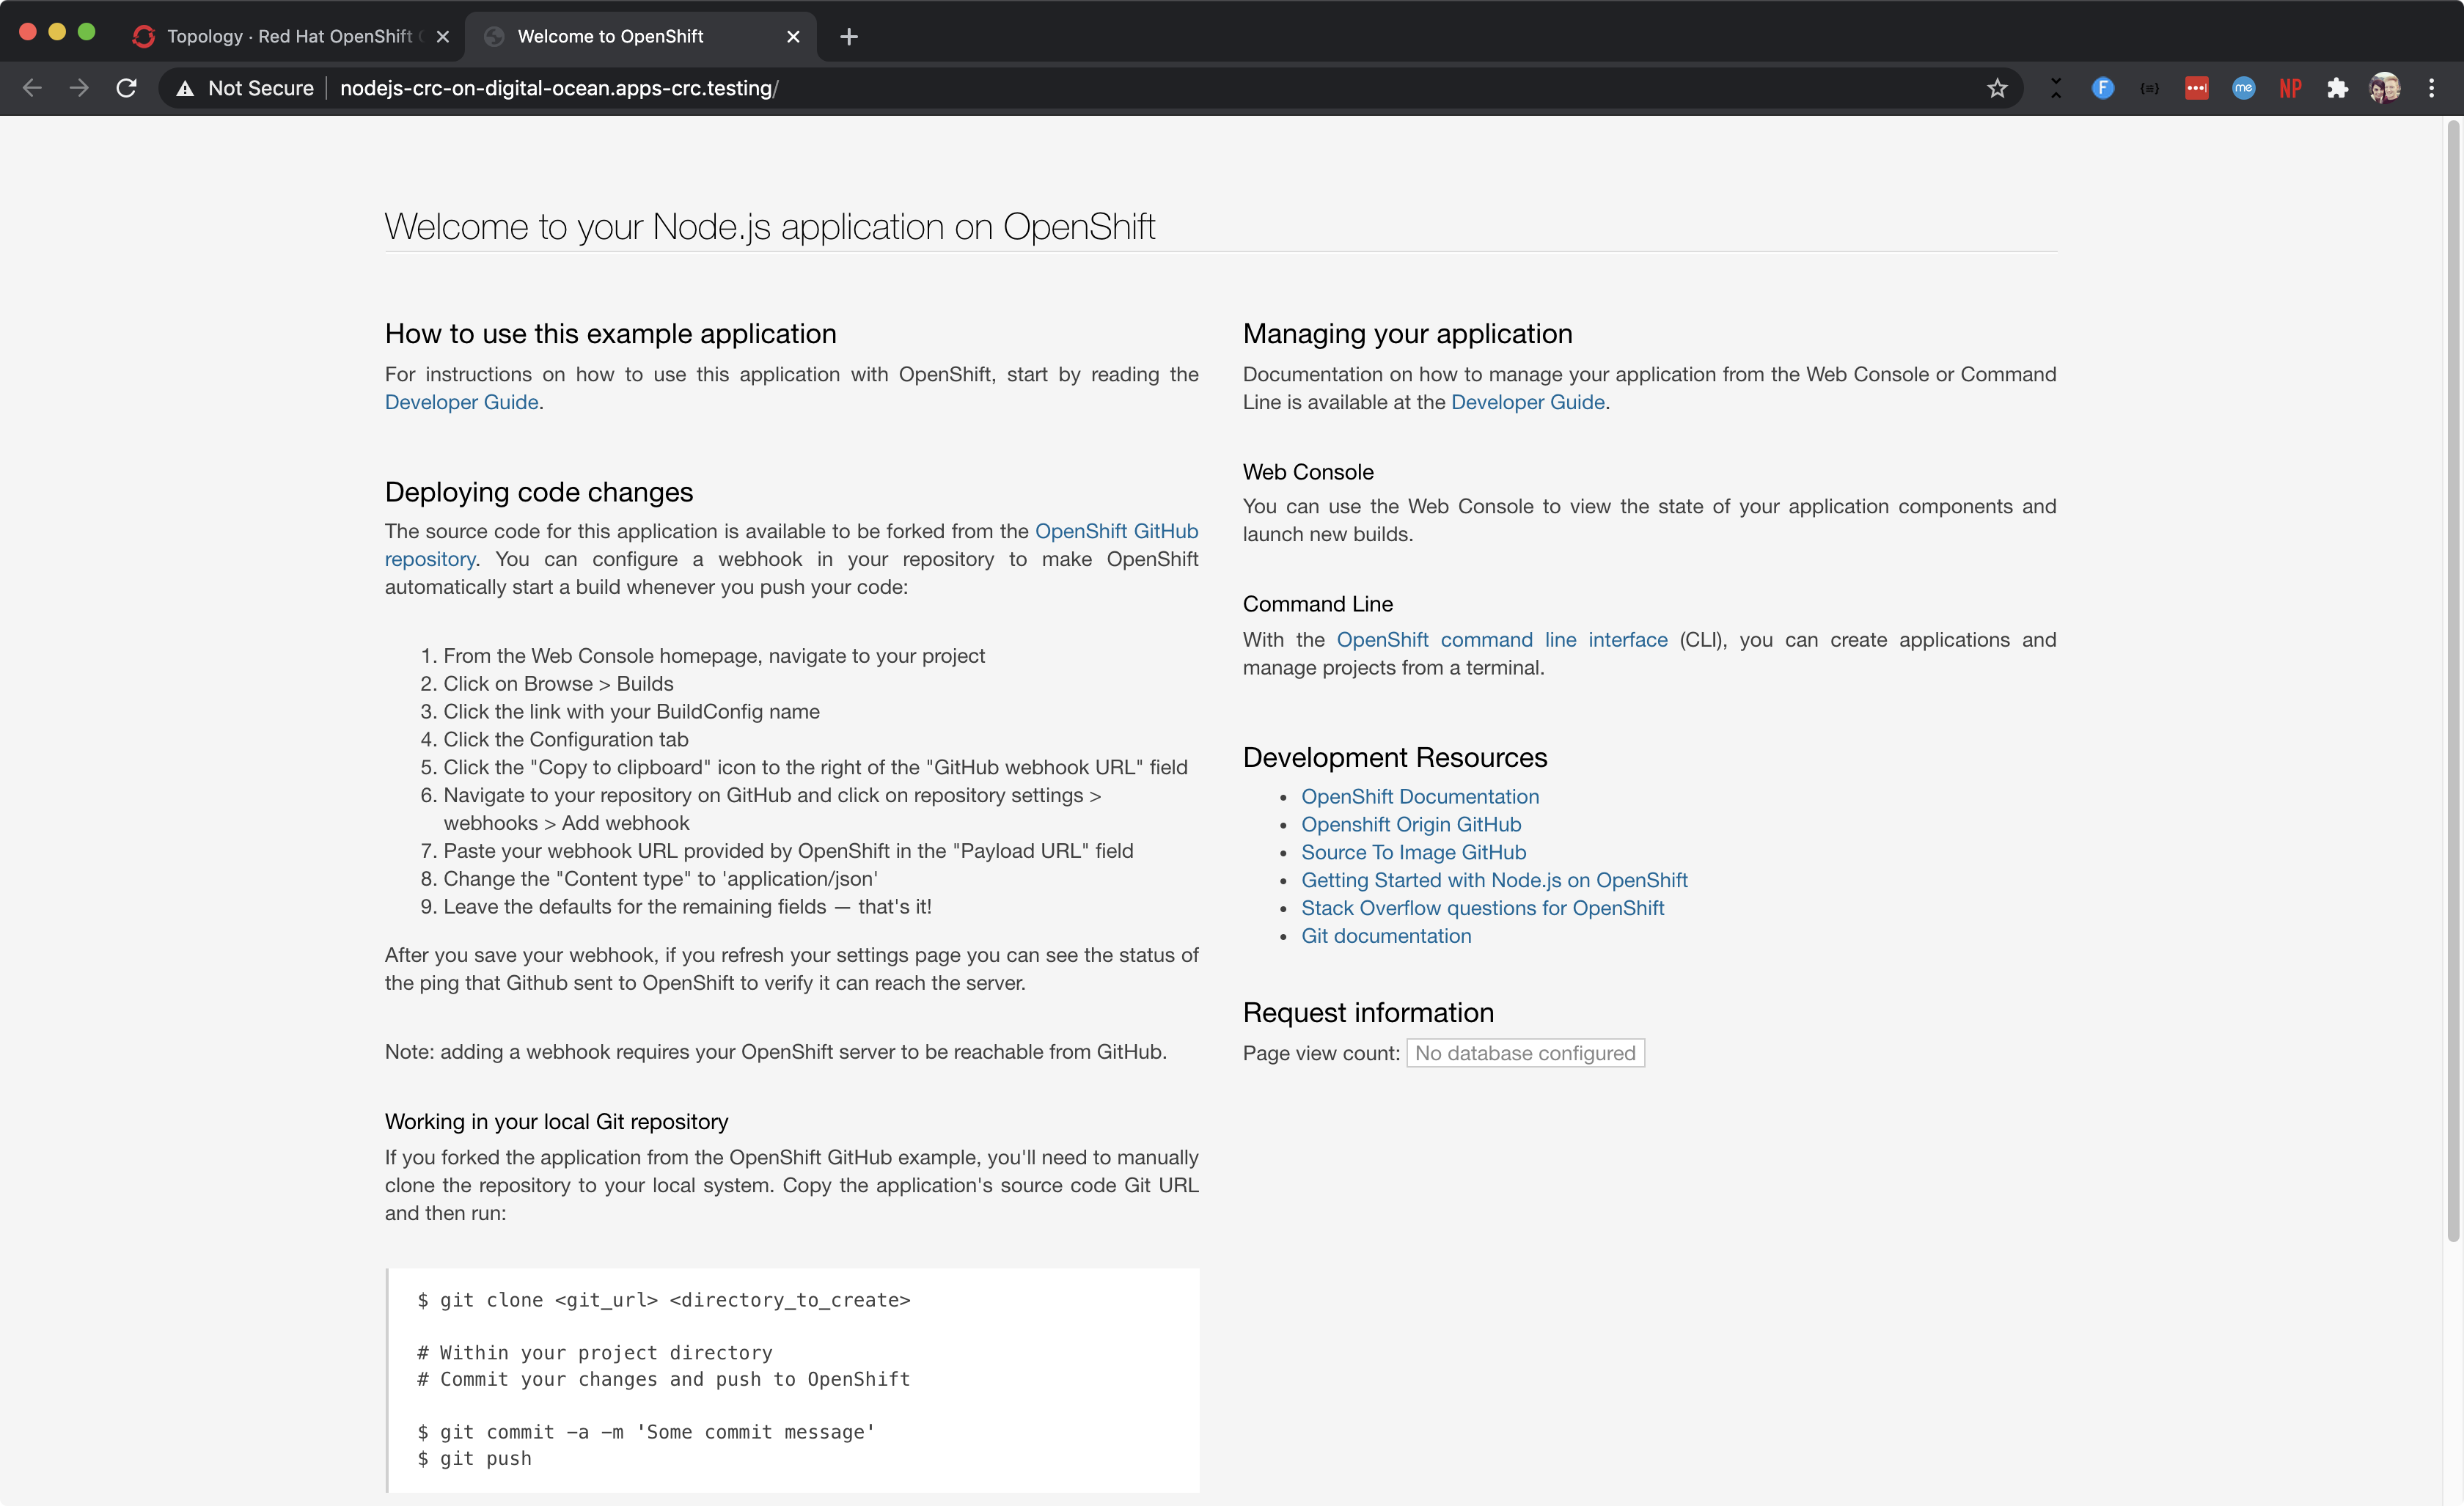 Topology · Red Hat OpenShift
Welcome to OpenShift
Not Secure
nodejs-crc-on-digital-ocean.apps-crc.testing/
F
{≡}
me
NP
Welcome to your Node.js application on OpenShift
How to use this example application
For instructions on how to use this application with OpenShift, start by reading the
Developer Guide.
Deploying code changes
The source code for this application is available to be forked from the OpenShift GitHub
repository. You can configure a webhook in your repository to make OpenShift
automatically start a build whenever you push your code:
1. From the Web Console homepage, navigate to your project
2. Click on Browse > Builds
3. Click the link with your BuildConfig name
4. Click the Configuration tab
5. Click the "Copy to clipboard" icon to the right of the "GitHub webhook URL" field
6. Navigate to your repository on GitHub and click on repository settings >
webhooks > Add webhook
7. Paste your webhook URL provided by OpenShift in the "Payload URL" field
8. Change the "Content type" to 'application/json'
9. Leave the defaults for the remaining fields — that's it!
After you save your webhook, if you refresh your settings page you can see the status of
the ping that Github sent to OpenShift to verify it can reach the server.
Note: adding a webhook requires your OpenShift server to be reachable from GitHub.
Working in your local Git repository
If you forked the application from the OpenShift GitHub example, you'll need to manually
clone the repository to your local system. Copy the application's source code Git URL
and then run:
$ git clone <git_url> <directory_to_create>
# Within your project directory
# Commit your changes and push to OpenShift
$ git commit -a -m 'Some commit message'
$ git push
Managing your application
Documentation on how to manage your application from the Web Console or Command
Line is available at the Developer Guide.
Web Console
You can use the Web Console to view the state of your application components and
launch new builds.
Command Line
With the OpenShift command line interface (CLI), you can create applications and
manage projects from a terminal.
Development Resources
• OpenShift Documentation
• Openshift Origin GitHub
• Source To Image GitHub
• Getting Started with Node.js on OpenShift
• Stack Overflow questions for OpenShift
• Git documentation
Request information
Page view count: No database configured